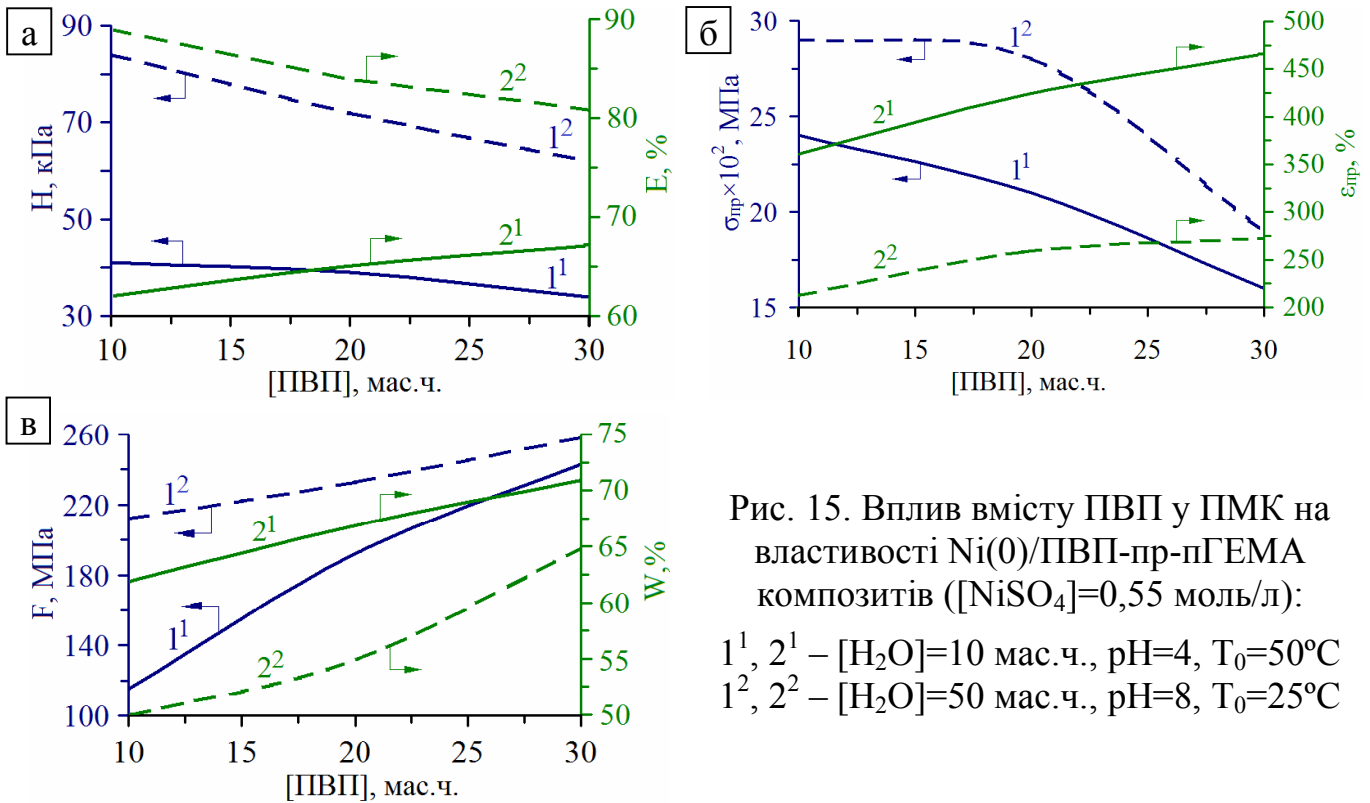 а
90
70
50
30
H, кПа
90
80
70
60
E, %
2²
1²
2¹
1¹
10 15 20 25 30
[ПВП], мас.ч.
б
30
25
20
15
σпр×10², МПа
500
450
400
350
300
250
200
εпр, %
1²
2¹
1¹
2²
10 15 20 25 30
[ПВП], мас.ч.
в
260
220
180
140
100
F, МПа
75
70
65
60
55
50
W,%
1²
2¹
1¹
2²
10 15 20 25 30
[ПВП], мас.ч.
Рис. 15. Вплив вмісту ПВП у ПМК на
властивості Ni(0)/ПВП-пр-пГЕМА
композитів ([NiSO₄]=0,55 моль/л):
1¹, 2¹ – [H₂O]=10 мас.ч., pH=4, T₀=50ºC
1², 2² – [H₂O]=50 мас.ч., pH=8, T₀=25ºC